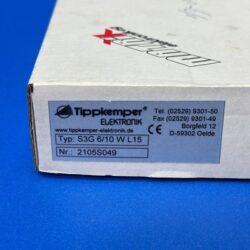 Tippkemper
ELEKTRONIK
www.tippkemper-elektronik.de
Tel. (02529) 9301-50
Fax (02529) 9301-49
Borgfeld 12
D-59302 Oelde
Typ: S3G 6/10 W L15
Nr.: 2105S049